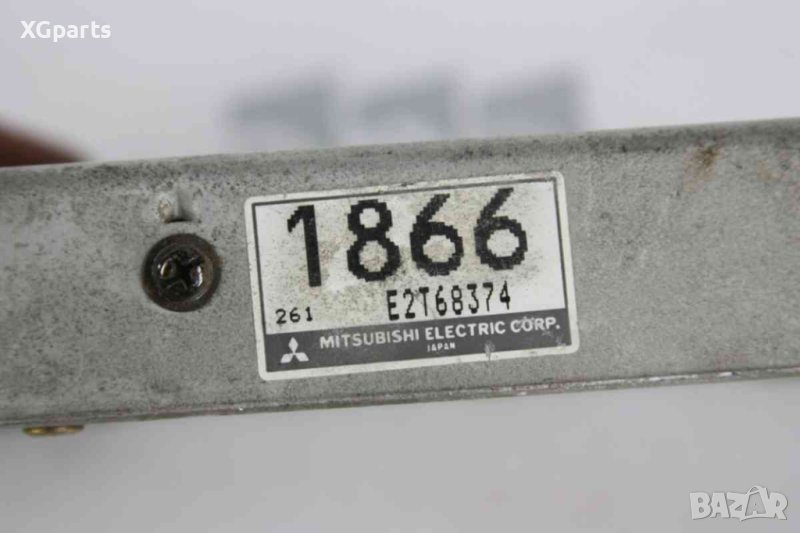 XGparts
1866
261 E2T68374
MITSUBISHI ELECTRIC CORP.
JAPAN
BAZAR